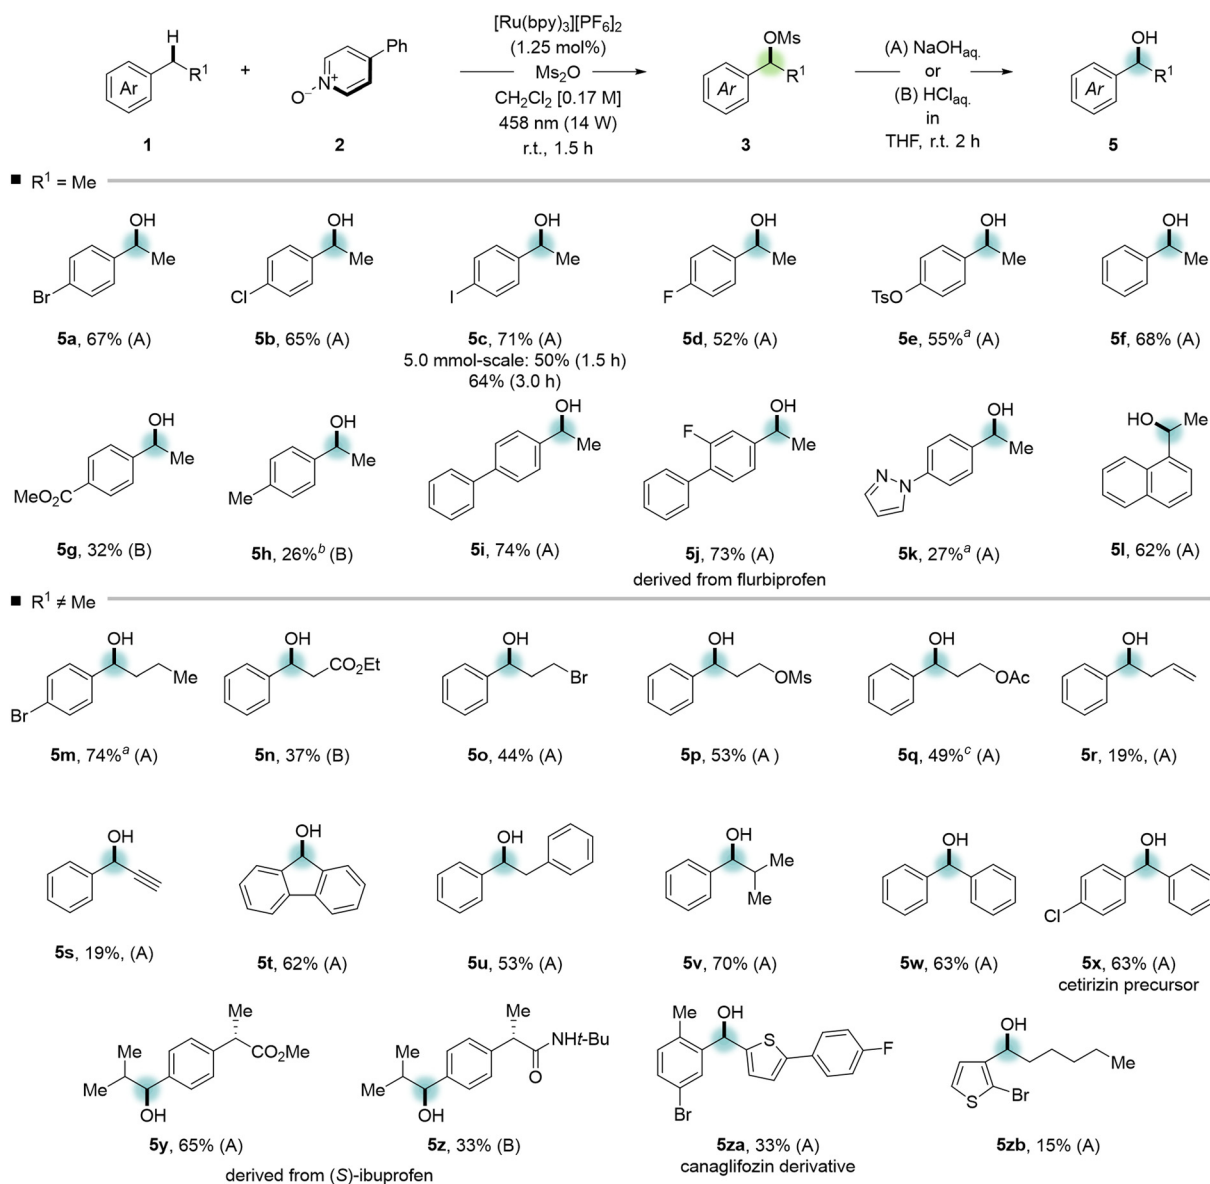 H
R1
Ar
1
+
N+
O−
Ph
2
[Ru(bpy)3][PF6]2
(1.25 mol%)
Ms2O
CH2Cl2 [0.17 M]
458 nm (14 W)
r.t., 1.5 h
OMs
R1
Ar
3
(A) NaOHaq.
or
(B) HClaq.
in
THF, r.t. 2 h
OH
R1
Ar
5
R1 = Me
OH
Me
Br
5a, 67% (A)
OH
Me
Cl
5b, 65% (A)
OH
Me
I
5c, 71% (A)
5.0 mmol-scale: 50% (1.5 h)
64% (3.0 h)
OH
Me
F
5d, 52% (A)
OH
Me
TsO
5e, 55%a (A)
OH
Me
5f, 68% (A)
OH
Me
MeO2C
5g, 32% (B)
OH
Me
Me
5h, 26%b (B)
OH
Me
5i, 74% (A)
OH
F
Me
5j, 73% (A)
derived from flurbiprofen
OH
Me
N
N
5k, 27%a (A)
HO
Me
5l, 62% (A)
R1 ≠ Me
OH
Me
Br
5m, 74%a (A)
OH
CO2Et
5n, 37% (B)
OH
Br
5o, 44% (A)
OH
OMs
5p, 53% (A )
OH
OAc
5q, 49%c (A)
OH
5r, 19%, (A)
OH
5s, 19%, (A)
OH
5t, 62% (A)
OH
5u, 53% (A)
OH
Me
Me
5v, 70% (A)
OH
5w, 63% (A)
OH
Cl
5x, 63% (A)
cetirizin precursor
Me
Me
CO2Me
Me
OH
5y, 65% (A)
Me
NHt-Bu
Me
O
Me
OH
5z, 33% (B)
derived from (S)-ibuprofen
Me
OH
S
F
Br
5za, 33% (A)
canaglifozin derivative
OH
Me
Br
S
5zb, 15% (A)